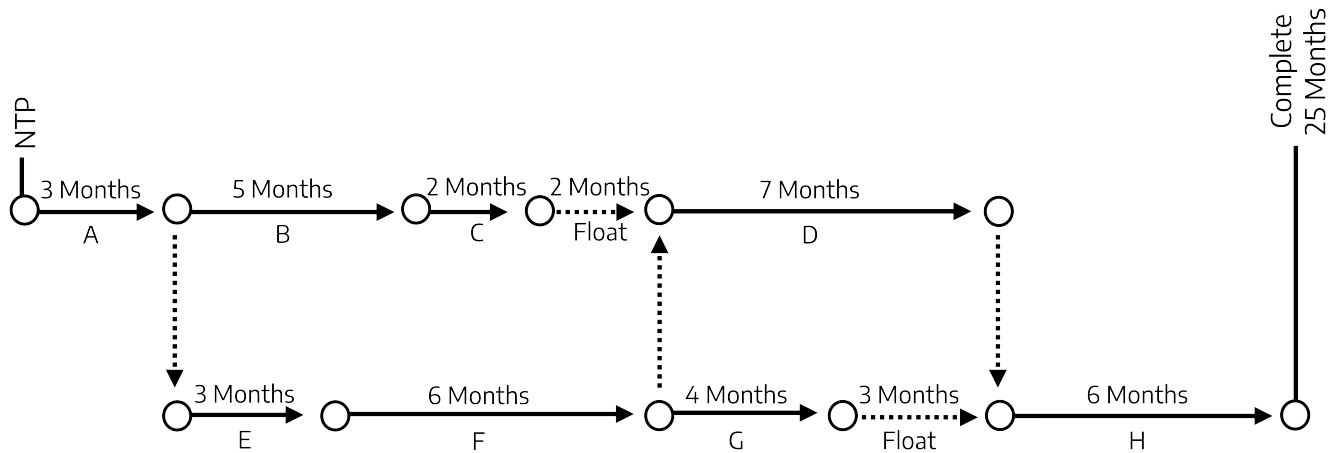 Complete
25 Months
NTP
3 Months
5 Months
2 Months
2 Months
7 Months
A
B
C
Float
D
3 Months
6 Months
4 Months
3 Months
6 Months
E
F
G
Float
H